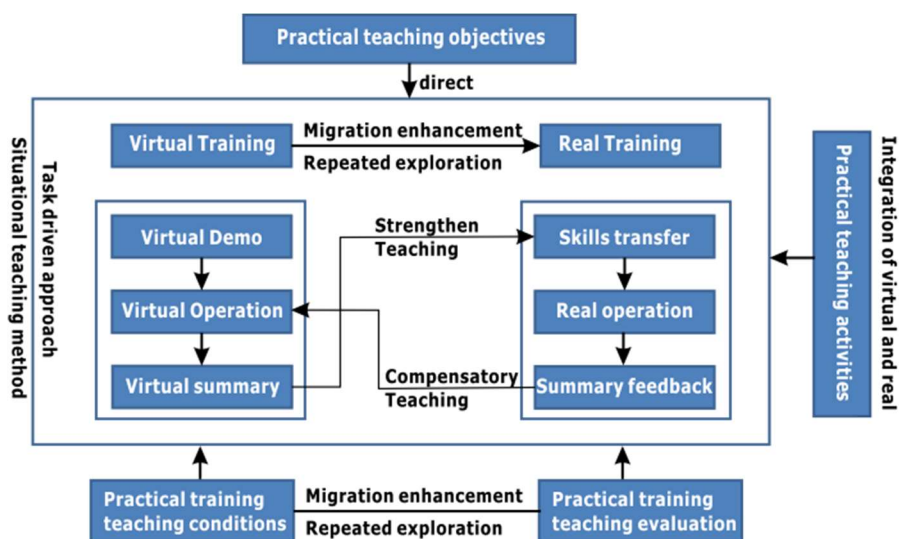 Practical teaching objectives
direct
Situational teaching method
Task driven approach
Virtual Training
Migration enhancement
Repeated exploration
Real Training
Virtual Demo
Virtual Operation
Virtual summary
Strengthen
Teaching
Compensatory
Teaching
Skills transfer
Real operation
Summary feedback
Practical teaching activities
Integration of virtual and real
Practical training
teaching conditions
Migration enhancement
Repeated exploration
Practical training
teaching evaluation